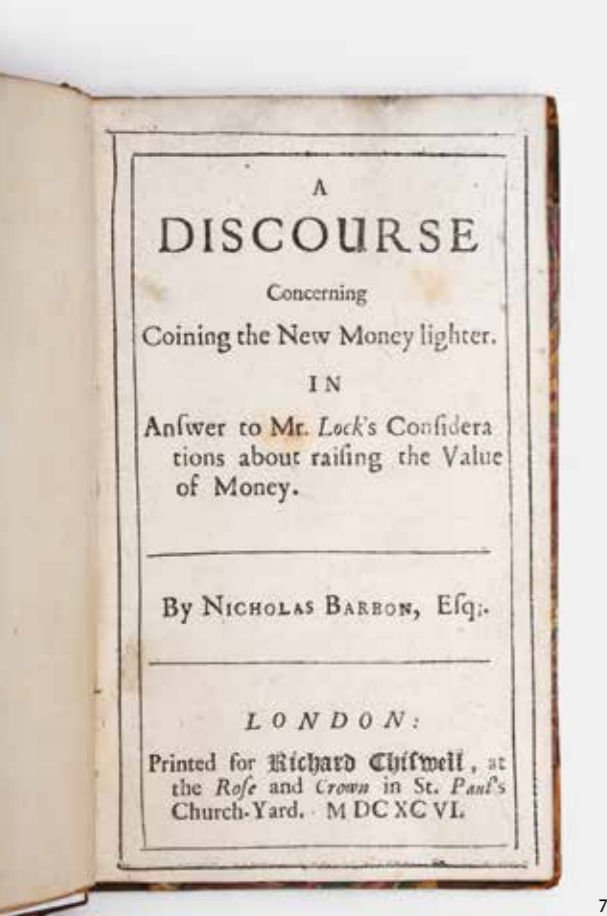 A
DISCOURSE
Concerning
Coining the New Money lighter.
IN
Anſwer to Mr. Lock's Conſidera
tions about raiſing the Value
of Money.
By NICHOLAS BARBON, Eſq;.
LONDON:
Printed for Richard Chiſwell, at
the Roſe and Crown in St. Paul's
Church-Yard. M DC XC VI.
7